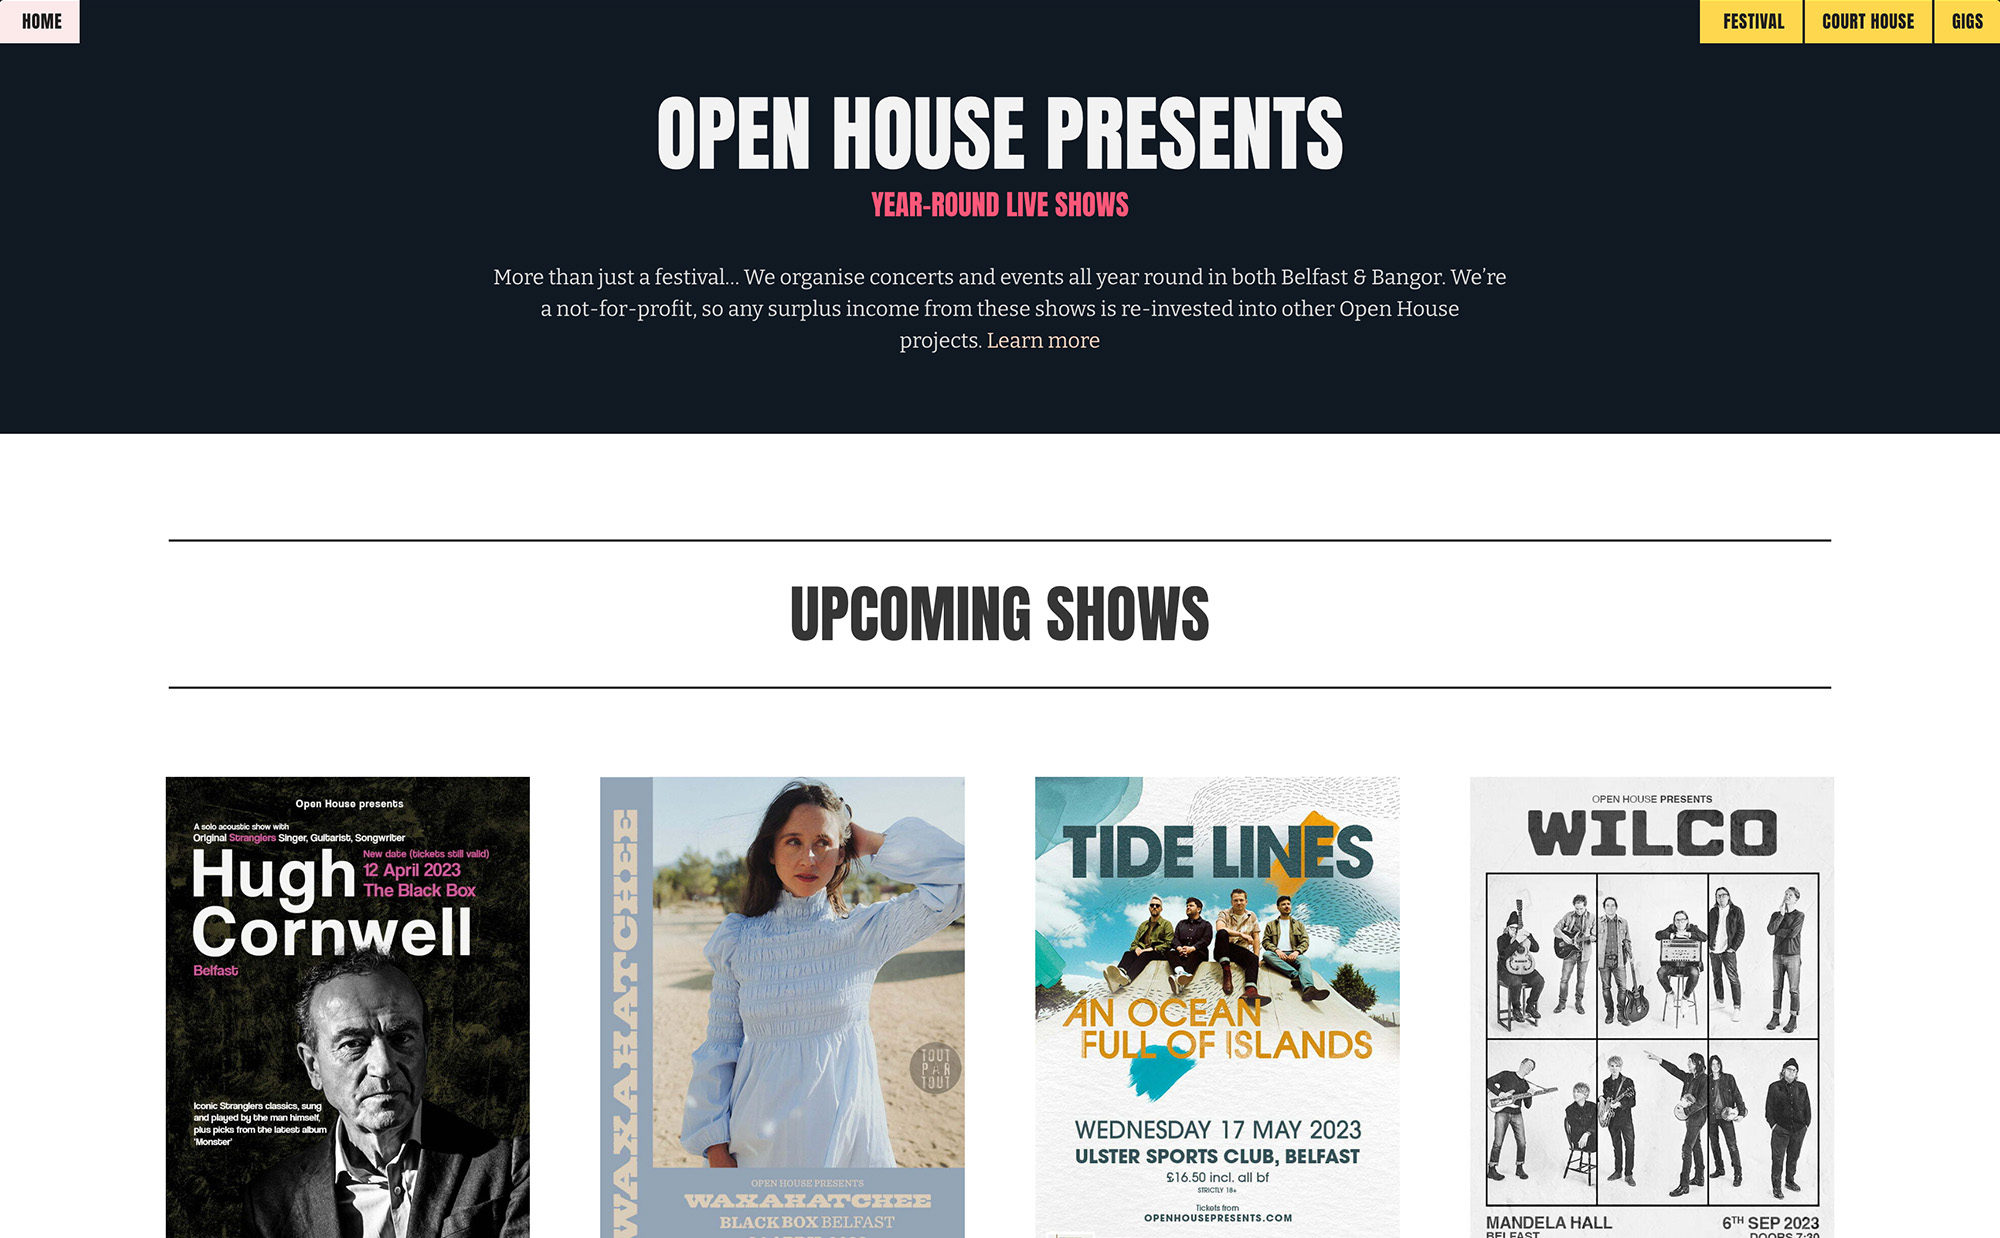 HOME
FESTIVAL
COURT HOUSE
GIGS
OPEN HOUSE PRESENTS
YEAR-ROUND LIVE SHOWS
More than just a festival... We organise concerts and events all year round in both Belfast & Bangor. We’re
a not-for-profit, so any surplus income from these shows is re-invested into other Open House
projects. Learn more
UPCOMING SHOWS
Open House presents
A solo acoustic show with
Original Stranglers Singer, Guitarist, Songwriter
Hugh
Cornwell
New date (tickets still valid)
12 April 2023
The Black Box
Belfast
Iconic Stranglers classics, sung
and played by the man himself,
plus picks from the latest album
'Monster'
WAXAHATCHEE
TOUT
PAR
TOUT
OPEN HOUSE PRESENTS
WAXAHATCHEE
BLACK BOX BELFAST
TIDE LINES
AN OCEAN
FULL OF ISLANDS
WEDNESDAY 17 MAY 2023
ULSTER SPORTS CLUB, BELFAST
£16.50 incl. all bf
STRICTLY 18+
Tickets from
OPENHOUSEPRESENTS.COM
OPEN HOUSE PRESENTS
WILCO
MANDELA HALL
BELFAST
6TH SEP 2023
DOORS 7:30